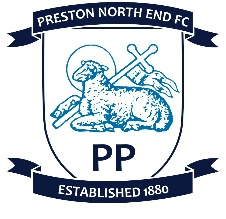 PRESTON NORTH END FC
PP
ESTABLISHED 1880